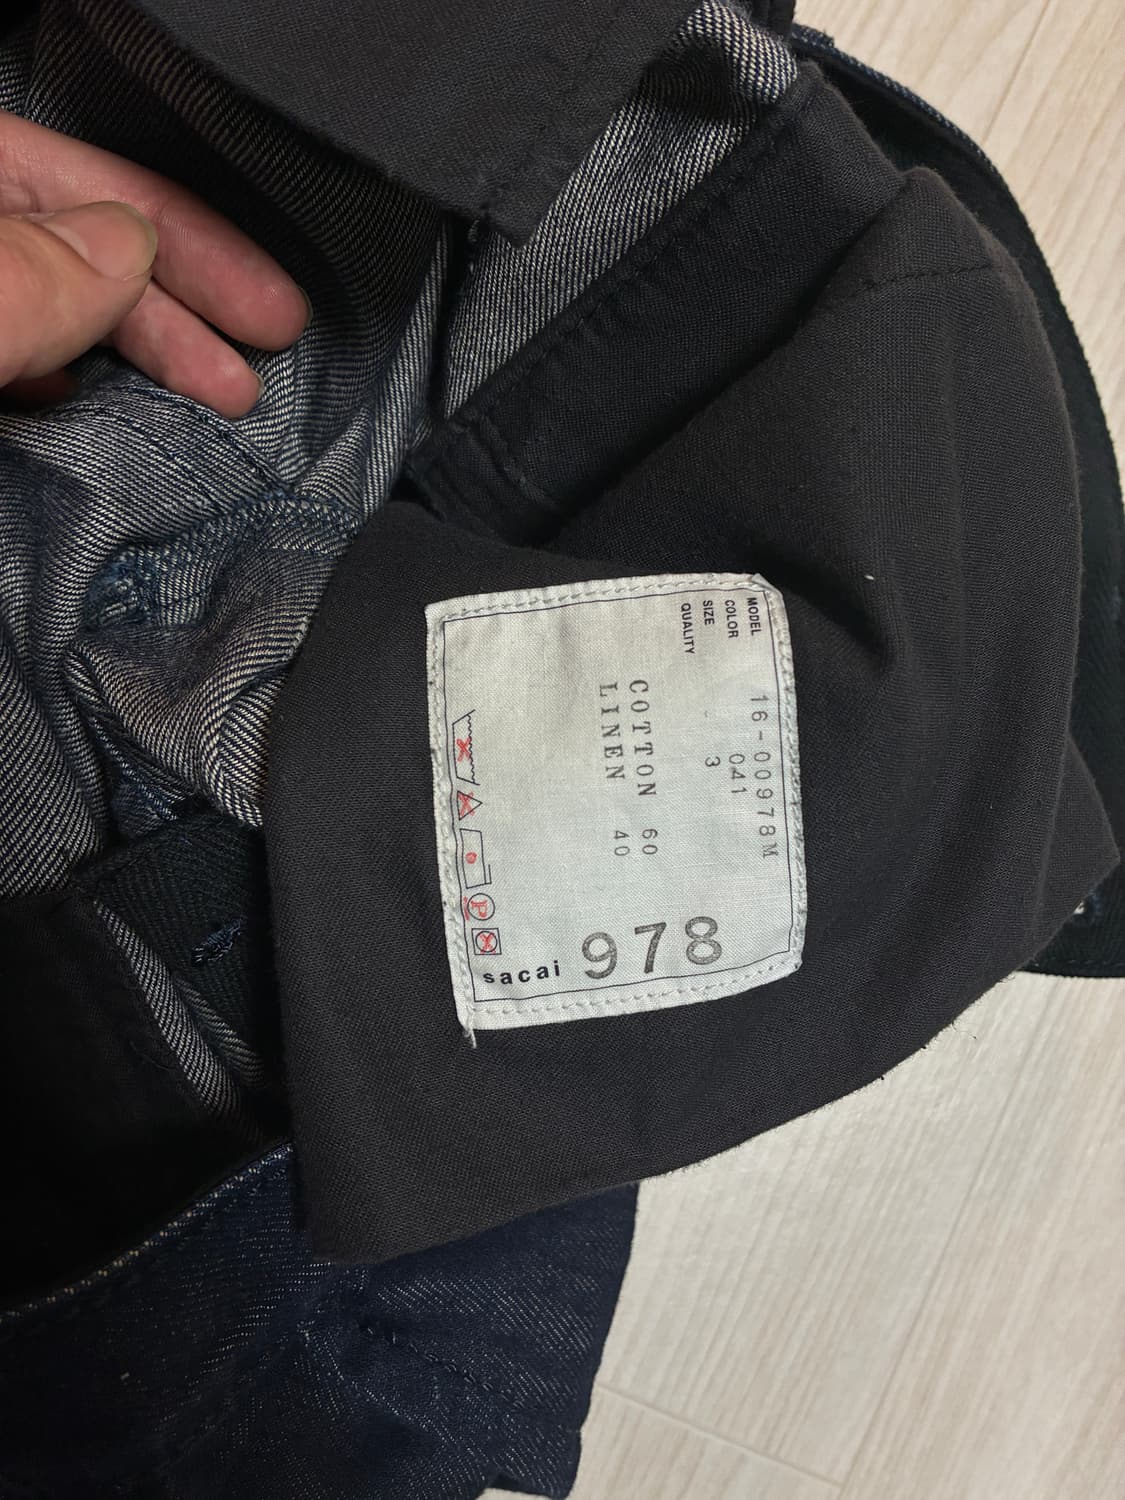 MODEL 16-00978M
COLOR 041
SIZE 3
QUALITY
COTTON 60
LINEN 40
P
sacai 978